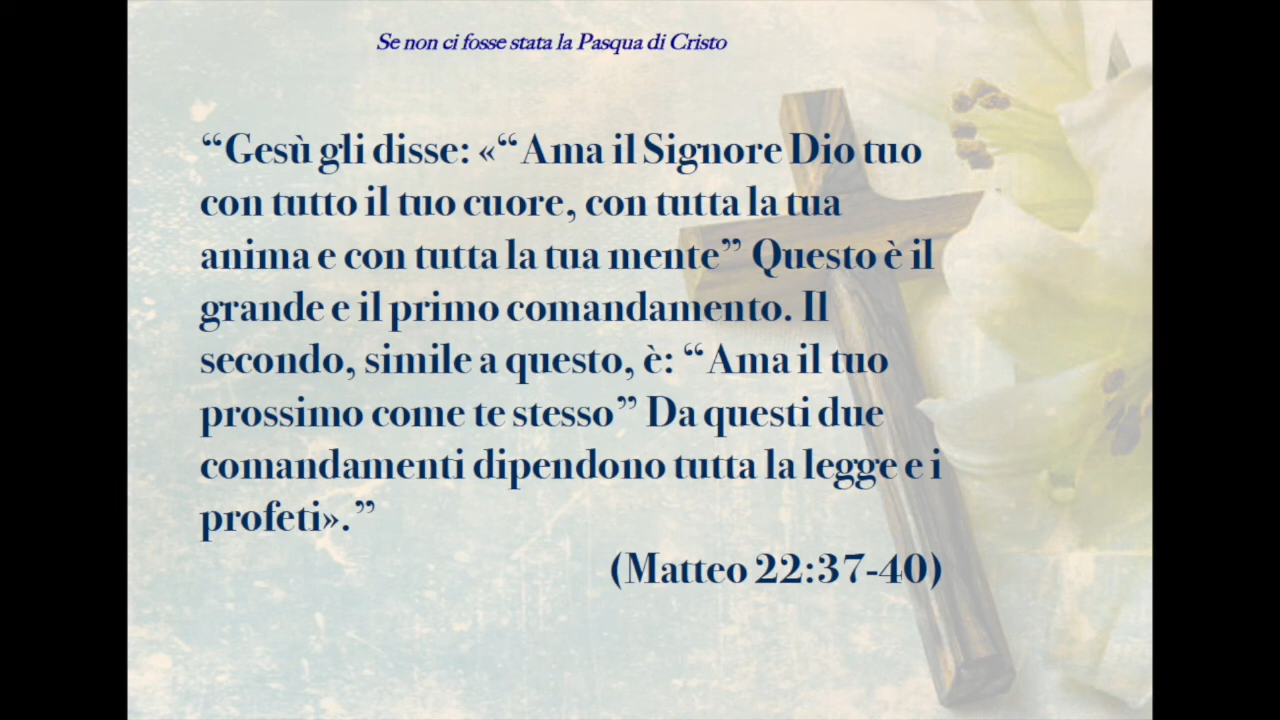 Se non ci fosse stata la Pasqua di Cristo
“Gesù gli disse: «“Ama il Signore Dio tuo
con tutto il tuo cuore, con tutta la tua
anima e con tutta la tua mente” Questo è il
grande e il primo comandamento. Il
secondo, simile a questo, è: “Ama il tuo
prossimo come te stesso” Da questi due
comandamenti dipendono tutta la legge e i
profeti».”
(Matteo 22:37-40)